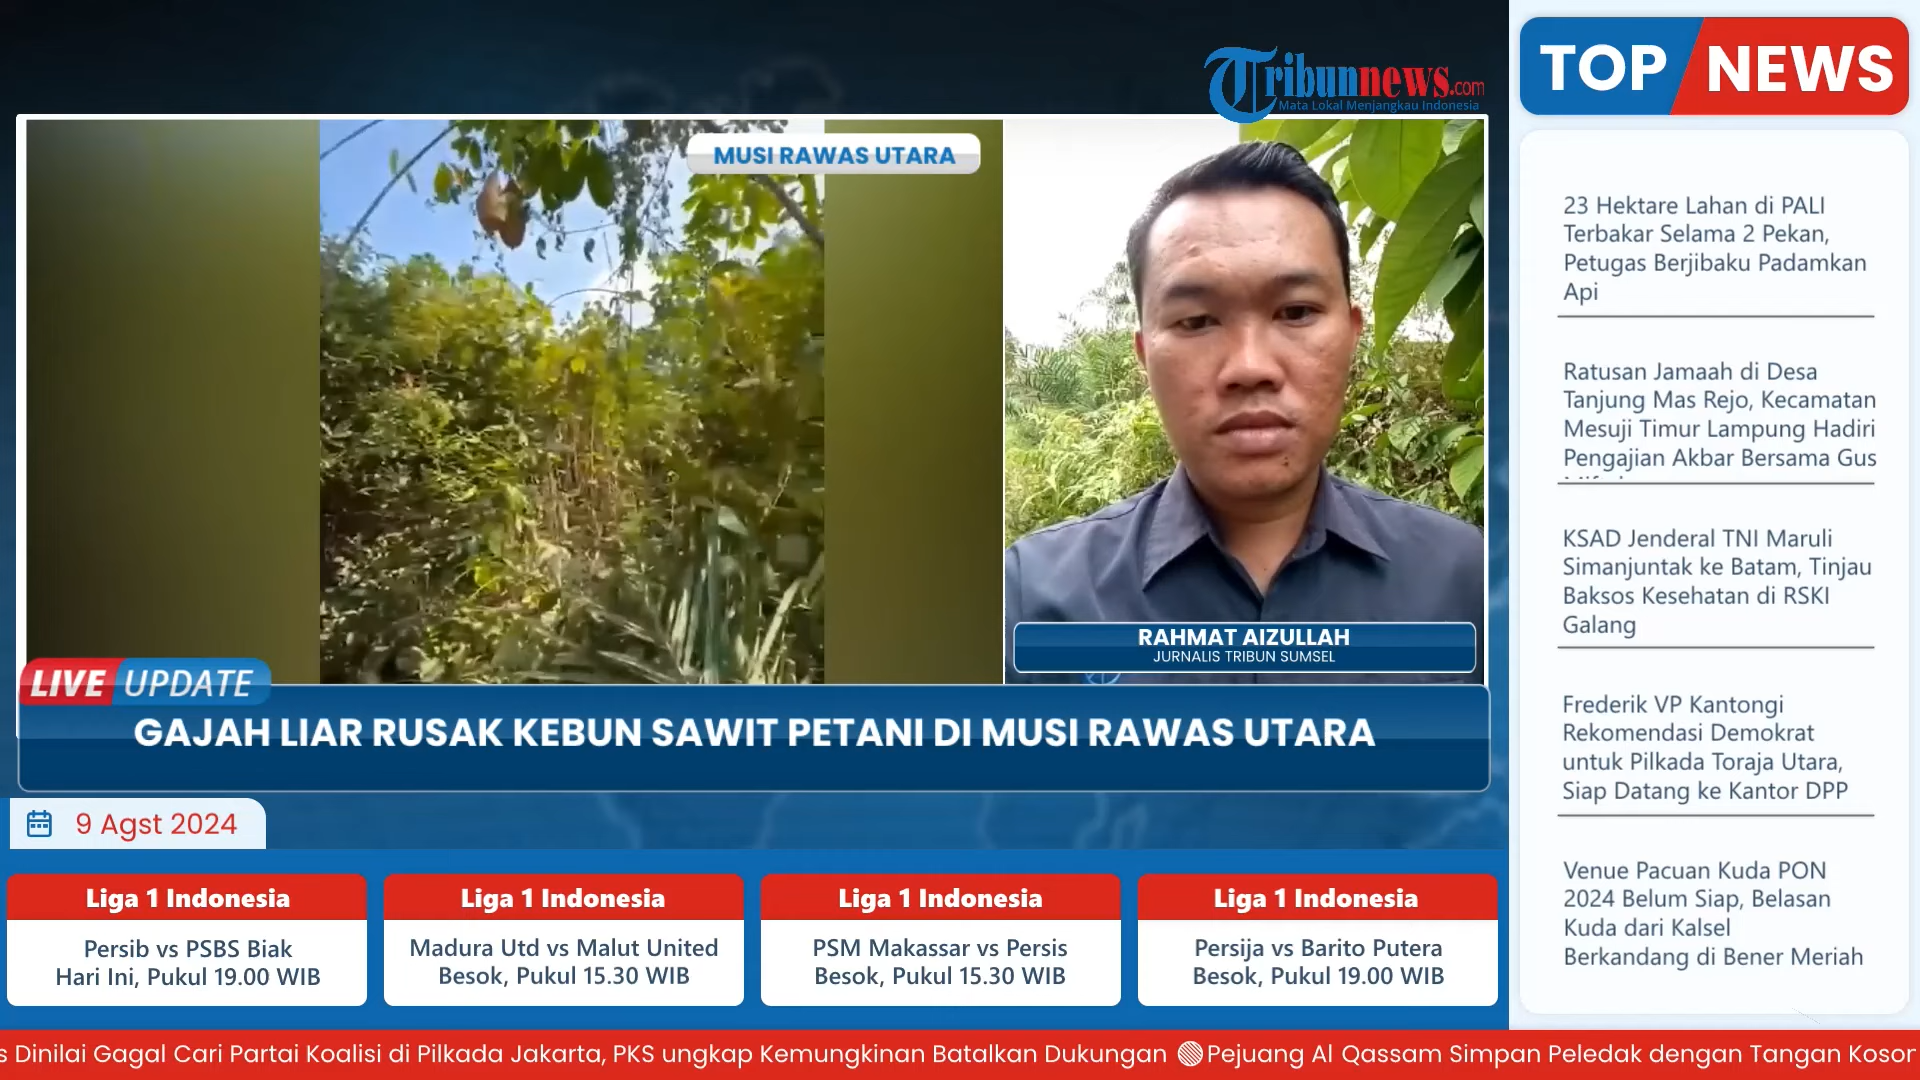 Tribunnews.com
Mata Lokal Menjangkau Indonesia
MUSI RAWAS UTARA
RAHMAT AIZULLAH
JURNALIS TRIBUN SUMSEL
LIVE UPDATE
GAJAH LIAR RUSAK KEBUN SAWIT PETANI DI MUSI RAWAS UTARA
9 Agst 2024
Liga 1 Indonesia
Persib vs PSBS Biak
Hari Ini, Pukul 19.00 WIB
Liga 1 Indonesia
Madura Utd vs Malut United
Besok, Pukul 15.30 WIB
Liga 1 Indonesia
PSM Makassar vs Persis
Besok, Pukul 15.30 WIB
Liga 1 Indonesia
Persija vs Barito Putera
Besok, Pukul 19.00 WIB
TOP NEWS
23 Hektare Lahan di PALI
Terbakar Selama 2 Pekan,
Petugas Berjibaku Padamkan
Api
Ratusan Jamaah di Desa
Tanjung Mas Rejo, Kecamatan
Mesuji Timur Lampung Hadiri
Pengajian Akbar Bersama Gus
KSAD Jenderal TNI Maruli
Simanjuntak ke Batam, Tinjau
Baksos Kesehatan di RSKI
Galang
Frederik VP Kantongi
Rekomendasi Demokrat
untuk Pilkada Toraja Utara,
Siap Datang ke Kantor DPP
Venue Pacuan Kuda PON
2024 Belum Siap, Belasan
Kuda dari Kalsel
Berkandang di Bener Meriah
s Dinilai Gagal Cari Partai Koalisi di Pilkada Jakarta, PKS ungkap Kemungkinan Batalkan Dukungan Pejuang Al Qassam Simpan Peledak dengan Tangan Kosor